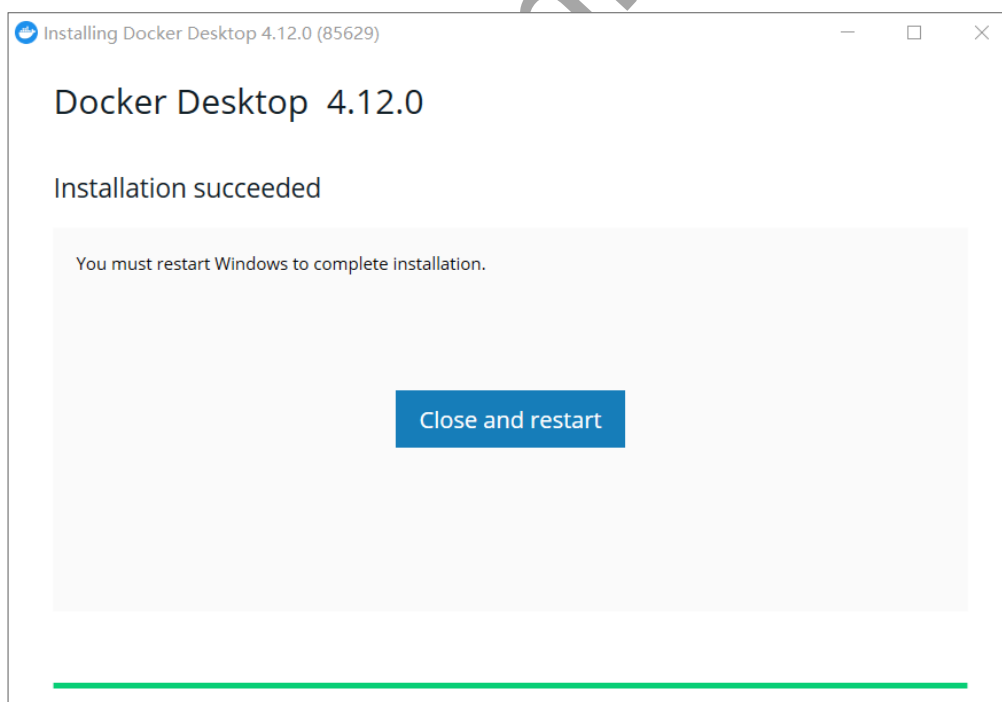 Installing Docker Desktop 4.12.0 (85629)
Docker Desktop 4.12.0
Installation succeeded
You must restart Windows to complete installation.
Close and restart